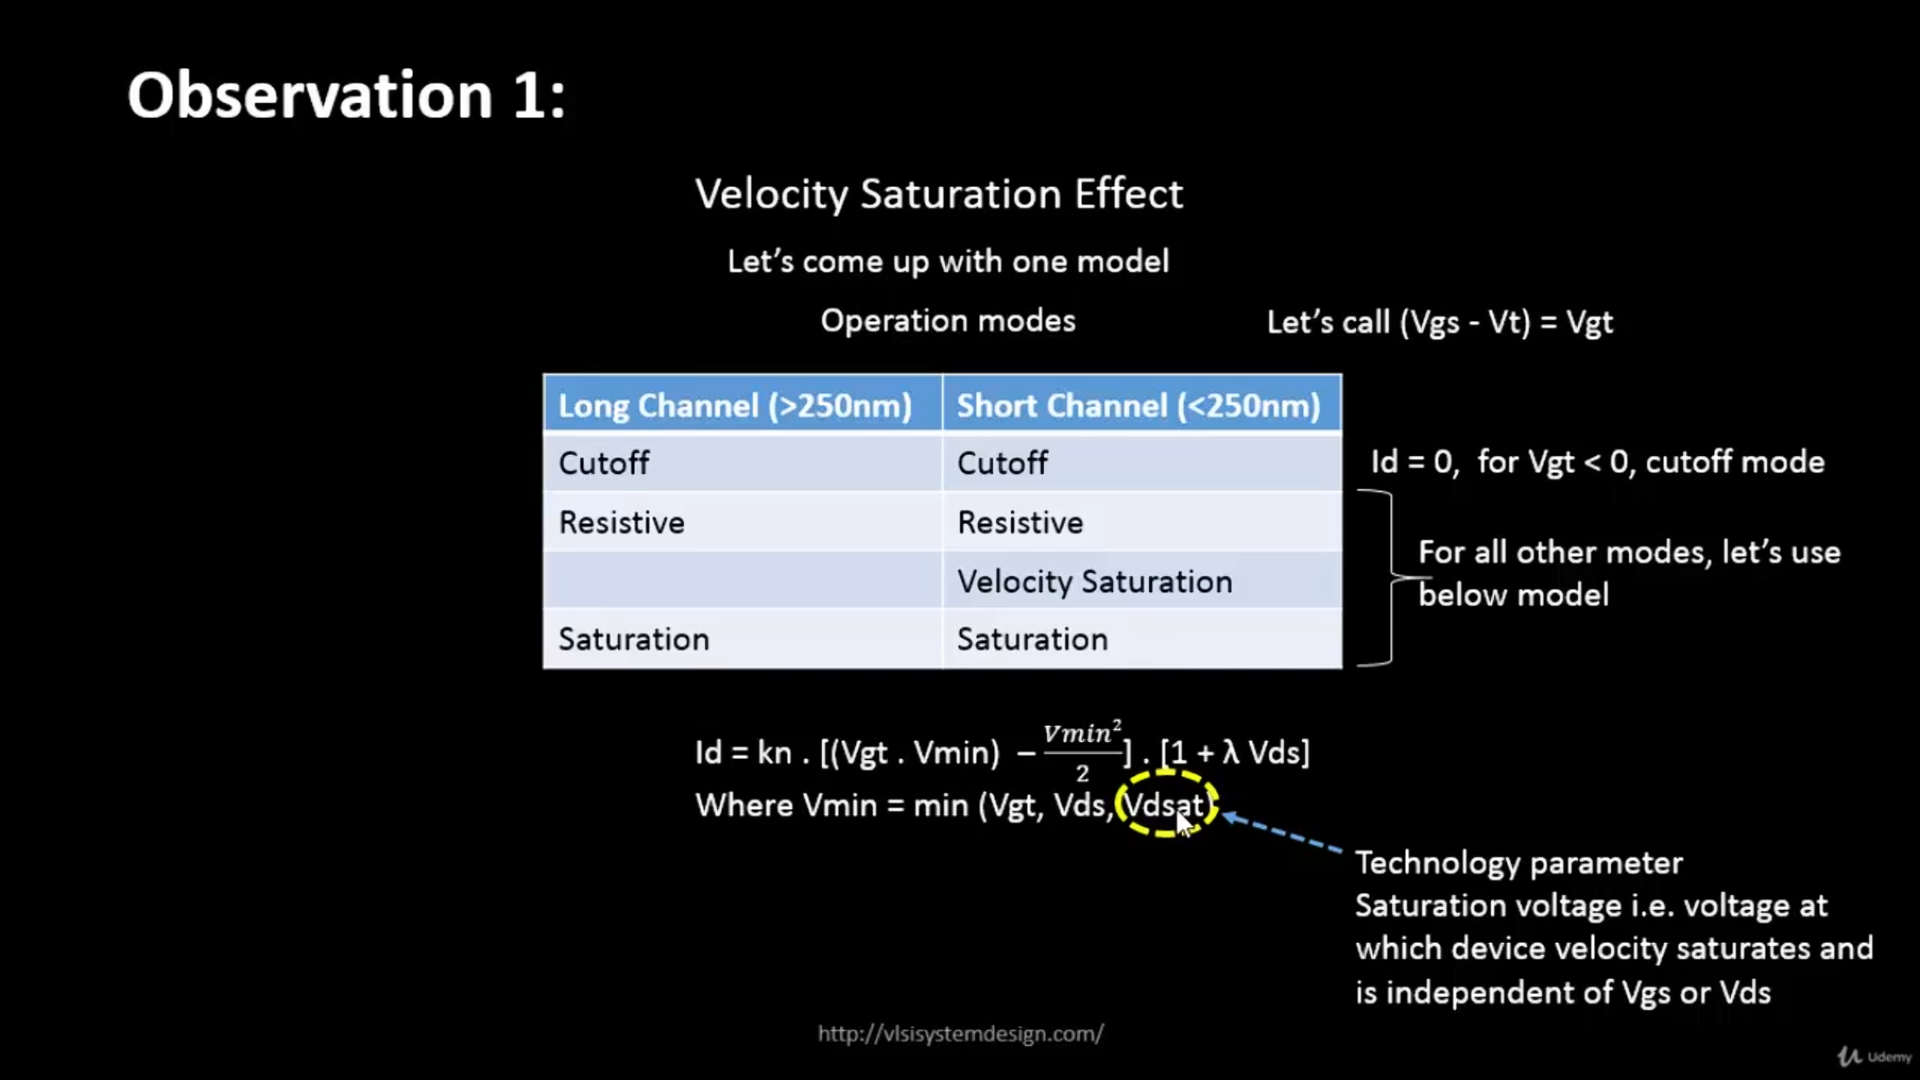 Observation 1:
Velocity Saturation Effect
Let’s come up with one model
Operation modes
Let’s call (Vgs - Vt) = Vgt
Long Channel (>250nm) Short Channel (<250nm)
Cutoff Cutoff
Id = 0, for Vgt < 0, cutoff mode
Resistive Resistive
Velocity Saturation
Saturation Saturation
For all other modes, let’s use
below model
Id = kn . [(Vgt . Vmin) − Vmin²/2] . [1 + λ Vds]
Where Vmin = min (Vgt, Vds, Vdsat)
Technology parameter
Saturation voltage i.e. voltage at
which device velocity saturates and
is independent of Vgs or Vds
http://vlsisystemdesign.com/
Udemy